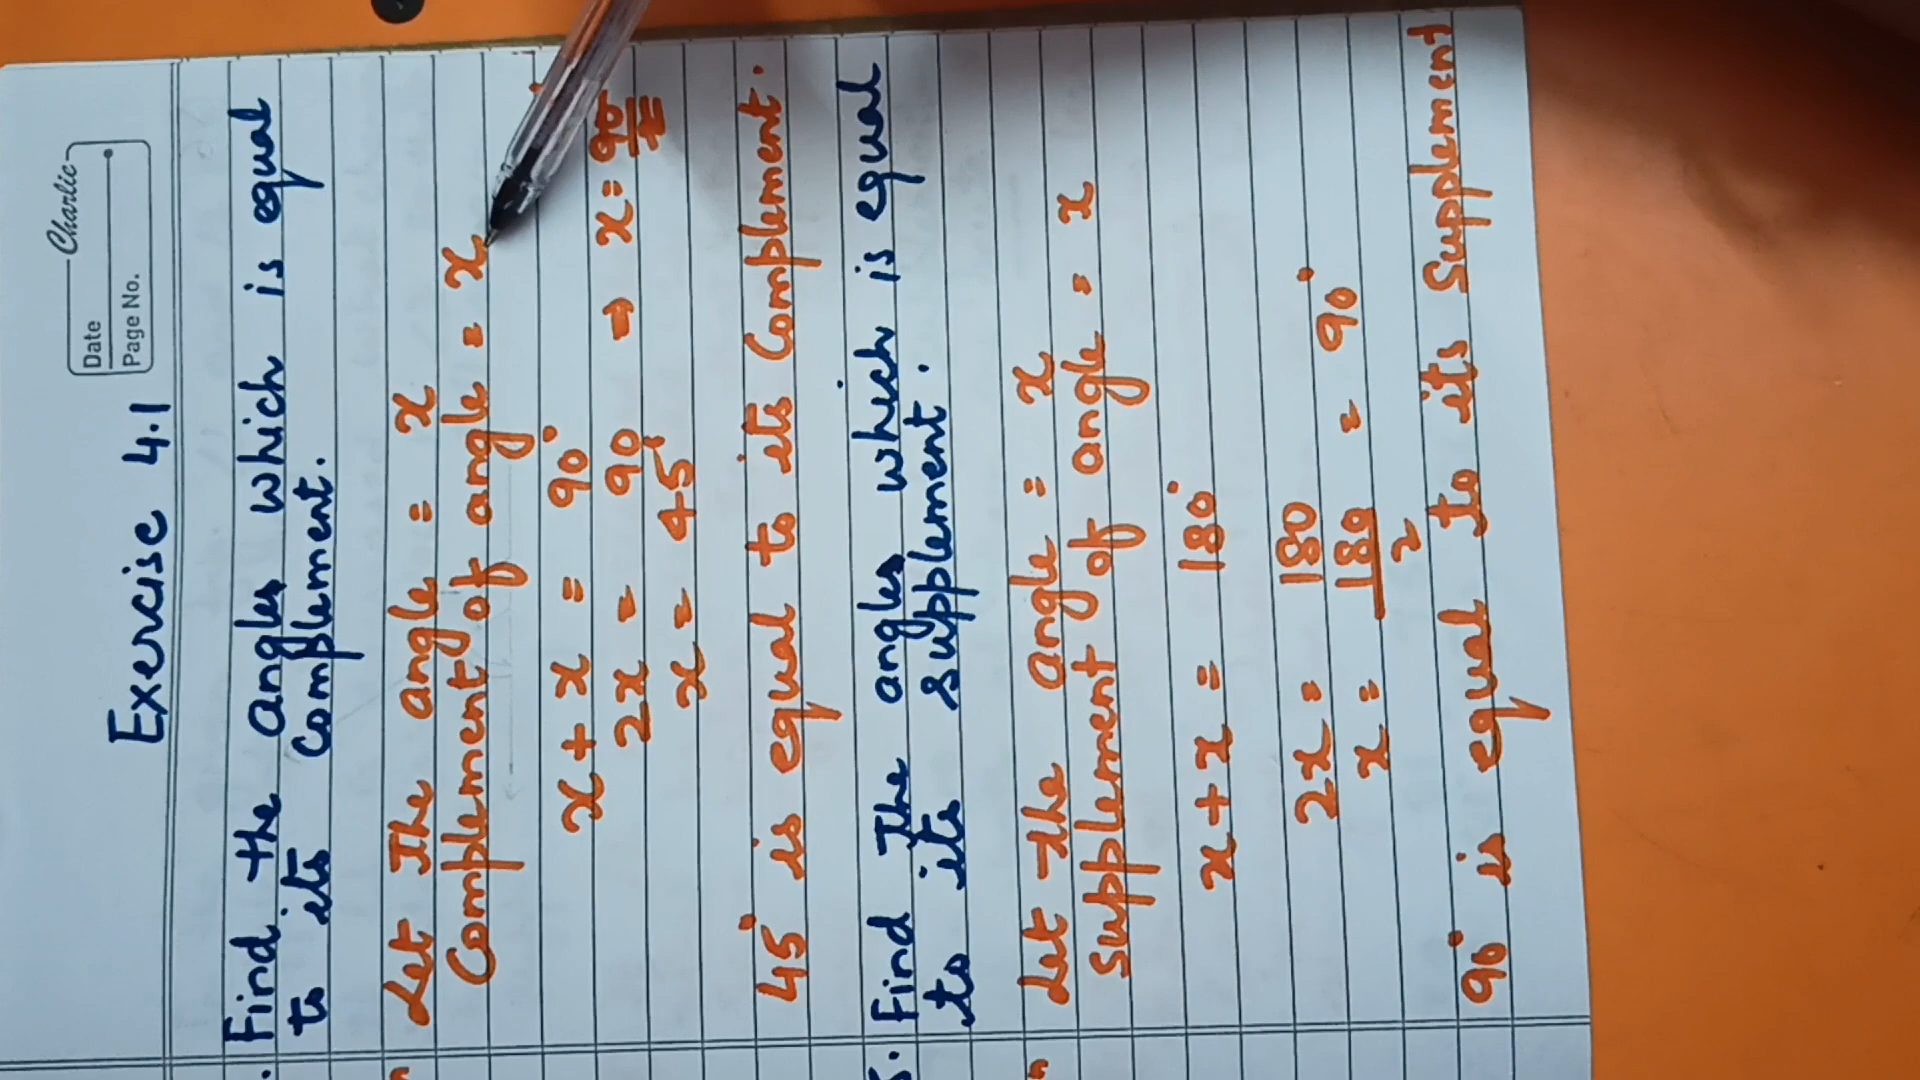 Charlie
Date
Page No.
Exercise 4.1
Find the angles which is equal
to its complement.
Let The angle = x
Complement of angle = x
x + x = 90°
2x = 90 ⇒ x = 90
x = 45°
45° is equal to its Complement.
5. Find The angles which is equal
to its supplement.
Let the angle = x
Supplement of angle = x
x + x = 180°
2x = 180
x = 180/2 = 90°
90° is equal to its Supplement